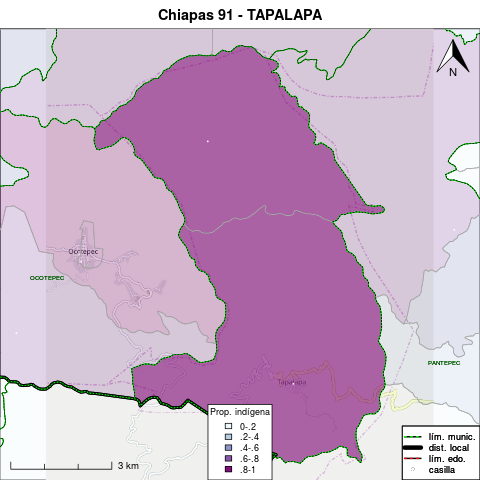 Chiapas 91 - TAPALAPA
N
Ocotepec
OCOTEPEC
PANTEPEC
Tapalapa
Prop. indígena
0-.2
.2-.4
.4-.6
.6-.8
.8-1
3 km
lím. munic.
dist. local
lím. edo.
casilla